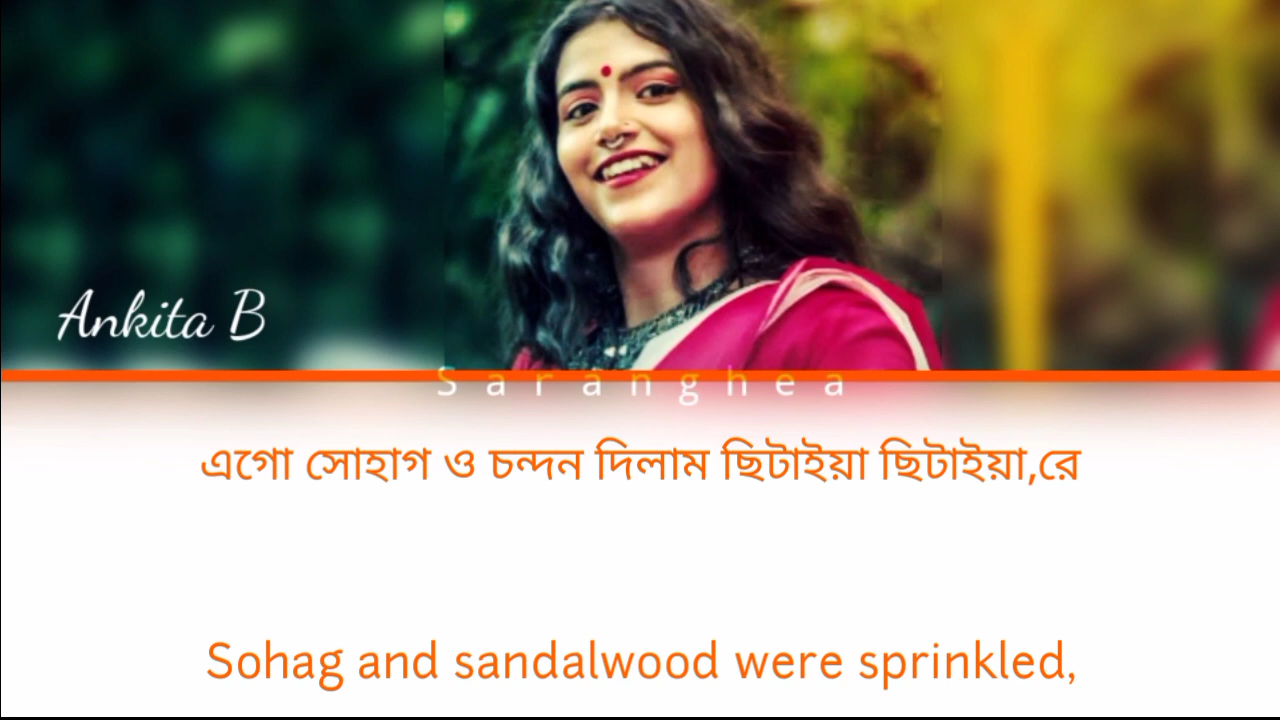 Ankita B
Saranghea
এগো সোহাগ ও চন্দন দিলাম ছিটাইয়া ছিটাইয়া,রে
Sohag and sandalwood were sprinkled,